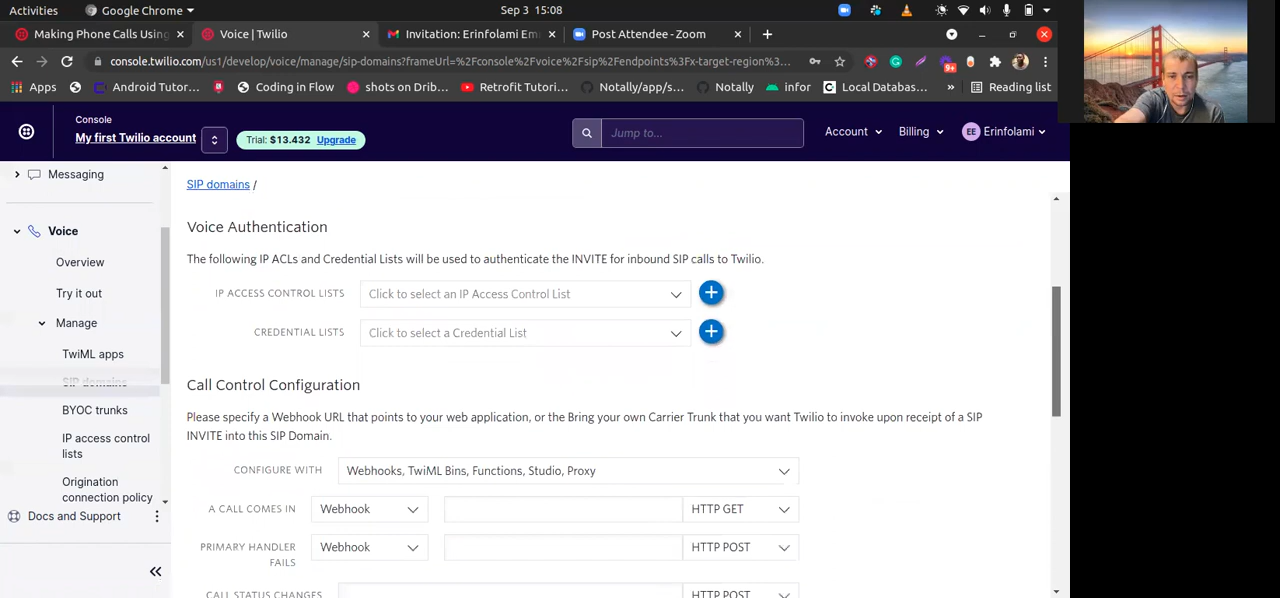 Activities
Google Chrome
Sep 3 15:08
Making Phone Calls Using
Voice | Twilio
Invitation: Erinfolami Em
Post Attendee - Zoom
console.twilio.com/us1/develop/voice/manage/sip-domains?frameUrl=%2Fconsole%2Fvoice%2Fsip%2Fendpoints%3Fx-target-region%3...
9+
Apps
Android Tutor...
Coding in Flow
shots on Drib...
Retrofit Tutori...
Notally/app/s...
Notally
infor
Local Databas...
»
Reading list
Console
My first Twilio account
Trial: $13.432 Upgrade
Jump to...
Account
Billing
EE
Erinfolami
Messaging
Voice
Overview
Try it out
Manage
TwiML apps
SIP domains
BYOC trunks
IP access control
lists
Origination
connection policy
Docs and Support
SIP domains /
Voice Authentication
The following IP ACLs and Credential Lists will be used to authenticate the INVITE for inbound SIP calls to Twilio.
IP ACCESS CONTROL LISTS
Click to select an IP Access Control List
CREDENTIAL LISTS
Click to select a Credential List
Call Control Configuration
Please specify a Webhook URL that points to your web application, or the Bring your own Carrier Trunk that you want Twilio to invoke upon receipt of a SIP
INVITE into this SIP Domain.
CONFIGURE WITH
Webhooks, TwiML Bins, Functions, Studio, Proxy
A CALL COMES IN
Webhook
HTTP GET
PRIMARY HANDLER
FAILS
Webhook
HTTP POST
CALL STATUS CHANGES
HTTP POST